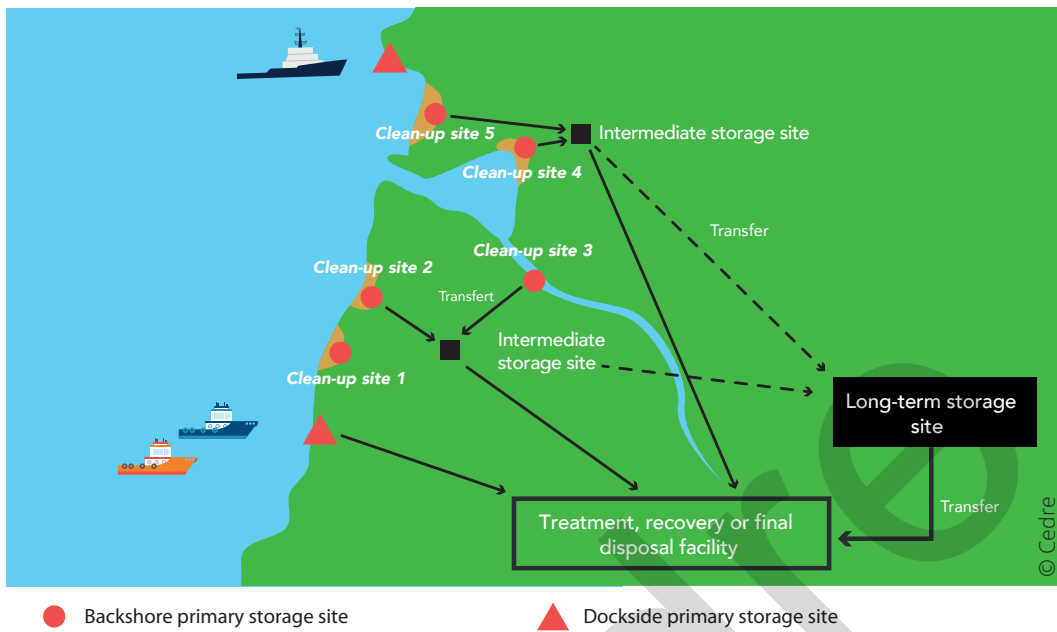 Clean-up site 5
Intermediate storage site
Clean-up site 4
Transfer
Clean-up site 3
Clean-up site 2
Transfert
Intermediate
storage site
Clean-up site 1
Long-term storage
site
Transfer
Treatment, recovery or final
disposal facility
© Cedre
Backshore primary storage site
Dockside primary storage site